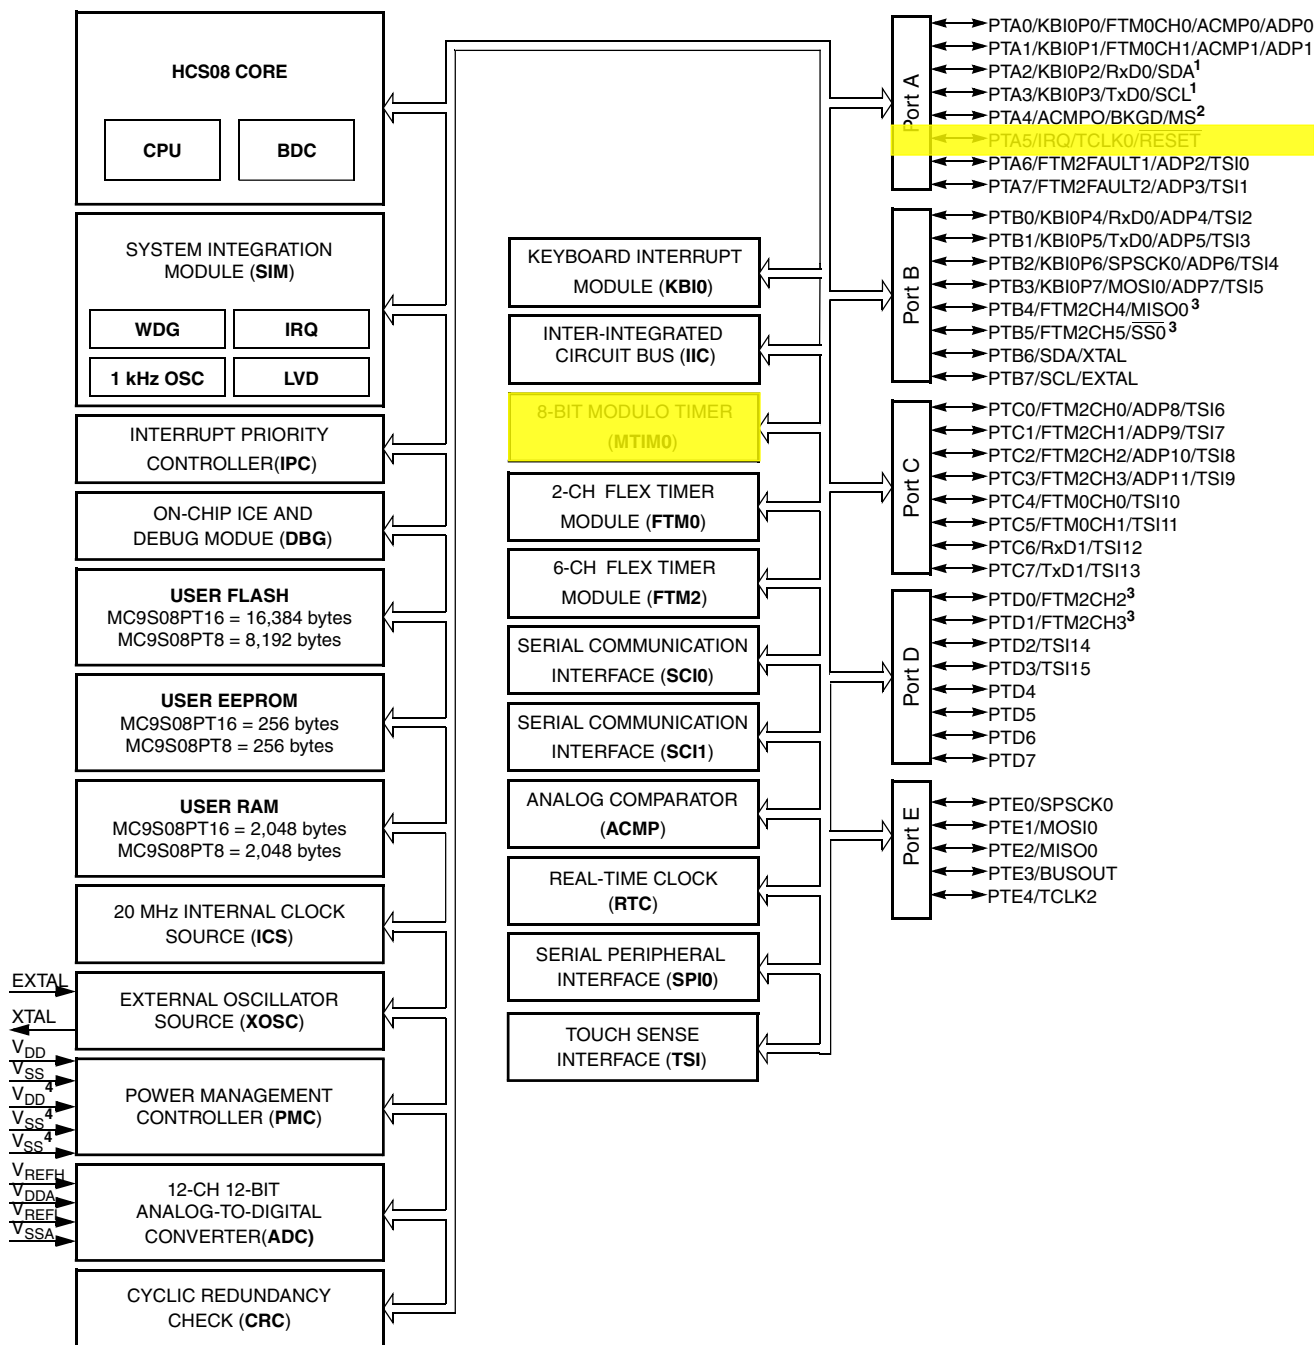 HCS08 CORE
CPU
BDC
SYSTEM INTEGRATION
MODULE (SIM)
WDG
IRQ
1 kHz OSC
LVD
INTERRUPT PRIORITY
CONTROLLER(IPC)
ON-CHIP ICE AND
DEBUG MODUE (DBG)
USER FLASH
MC9S08PT16 = 16,384 bytes
MC9S08PT8 = 8,192 bytes
USER EEPROM
MC9S08PT16 = 256 bytes
MC9S08PT8 = 256 bytes
USER RAM
MC9S08PT16 = 2,048 bytes
MC9S08PT8 = 2,048 bytes
20 MHz INTERNAL CLOCK
SOURCE (ICS)
EXTAL
XTAL
EXTERNAL OSCILLATOR
SOURCE (XOSC)
VDD
VSS
VDD4
VSS4
VSS4
POWER MANAGEMENT
CONTROLLER (PMC)
VREFH
VDDA
VREFL
VSSA
12-CH 12-BIT
ANALOG-TO-DIGITAL
CONVERTER(ADC)
CYCLIC REDUNDANCY
CHECK (CRC)
KEYBOARD INTERRUPT
MODULE (KBI0)
INTER-INTEGRATED
CIRCUIT BUS (IIC)
8-BIT MODULO TIMER
(MTIM0)
2-CH FLEX TIMER
MODULE (FTM0)
6-CH FLEX TIMER
MODULE (FTM2)
SERIAL COMMUNICATION
INTERFACE (SCI0)
SERIAL COMMUNICATION
INTERFACE (SCI1)
ANALOG COMPARATOR
(ACMP)
REAL-TIME CLOCK
(RTC)
SERIAL PERIPHERAL
INTERFACE (SPI0)
TOUCH SENSE
INTERFACE (TSI)
Port A
PTA0/KBI0P0/FTM0CH0/ACMP0/ADP0
PTA1/KBI0P1/FTM0CH1/ACMP1/ADP1
PTA2/KBI0P2/RxD0/SDA1
PTA3/KBI0P3/TxD0/SCL1
PTA4/ACMPO/BKGD/MS2
PTA5/IRQ/TCLK0/RESET
PTA6/FTM2FAULT1/ADP2/TSI0
PTA7/FTM2FAULT2/ADP3/TSI1
Port B
PTB0/KBI0P4/RxD0/ADP4/TSI2
PTB1/KBI0P5/TxD0/ADP5/TSI3
PTB2/KBI0P6/SPSCK0/ADP6/TSI4
PTB3/KBI0P7/MOSI0/ADP7/TSI5
PTB4/FTM2CH4/MISO0 3
PTB5/FTM2CH5/SS0 3
PTB6/SDA/XTAL
PTB7/SCL/EXTAL
Port C
PTC0/FTM2CH0/ADP8/TSI6
PTC1/FTM2CH1/ADP9/TSI7
PTC2/FTM2CH2/ADP10/TSI8
PTC3/FTM2CH3/ADP11/TSI9
PTC4/FTM0CH0/TSI10
PTC5/FTM0CH1/TSI11
PTC6/RxD1/TSI12
PTC7/TxD1/TSI13
Port D
PTD0/FTM2CH23
PTD1/FTM2CH33
PTD2/TSI14
PTD3/TSI15
PTD4
PTD5
PTD6
PTD7
Port E
PTE0/SPSCK0
PTE1/MOSI0
PTE2/MISO0
PTE3/BUSOUT
PTE4/TCLK2